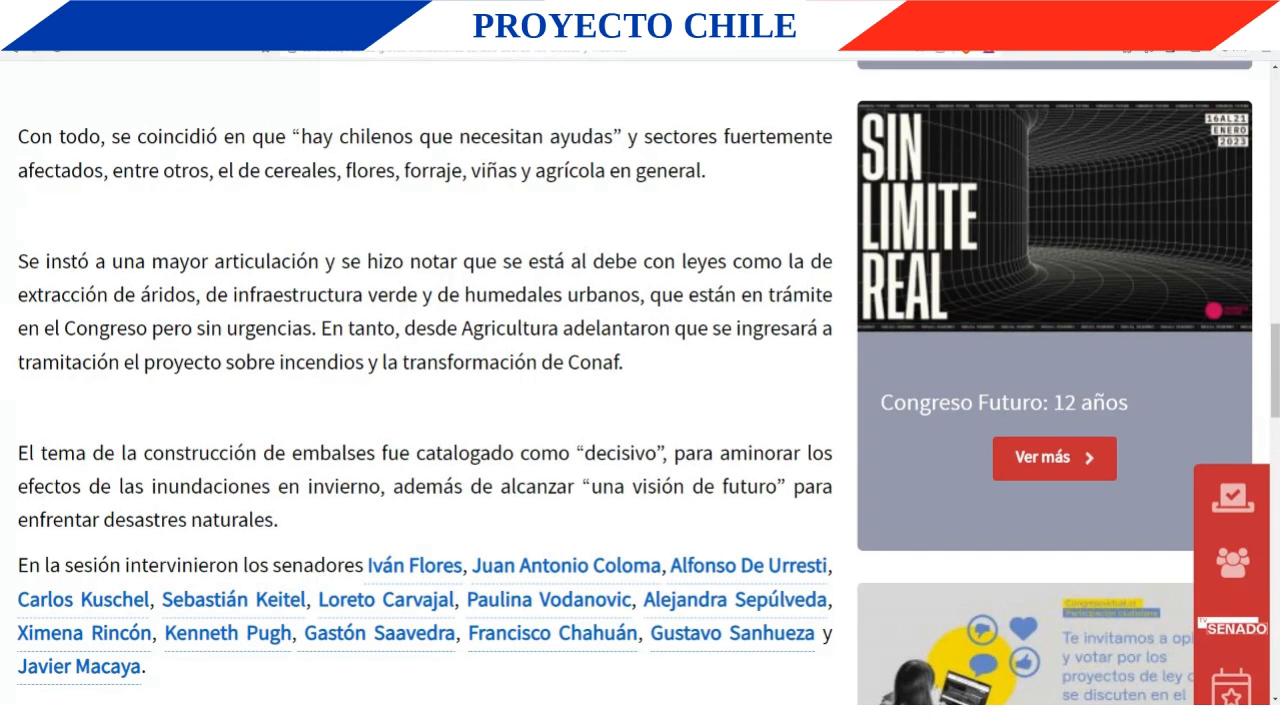 PROYECTO CHILE
Con todo, se coincidió en que “hay chilenos que necesitan ayudas” y sectores fuertemente
afectados, entre otros, el de cereales, flores, forraje, viñas y agrícola en general.
Se instó a una mayor articulación y se hizo notar que se está al debe con leyes como la de
extracción de áridos, de infraestructura verde y de humedales urbanos, que están en trámite
en el Congreso pero sin urgencias. En tanto, desde Agricultura adelantaron que se ingresará a
tramitación el proyecto sobre incendios y la transformación de Conaf.
El tema de la construcción de embalses fue catalogado como “decisivo”, para aminorar los
efectos de las inundaciones en invierno, además de alcanzar “una visión de futuro” para
enfrentar desastres naturales.
En la sesión intervinieron los senadores Iván Flores, Juan Antonio Coloma, Alfonso De Urresti,
Carlos Kuschel, Sebastián Keitel, Loreto Carvajal, Paulina Vodanovic, Alejandra Sepúlveda,
Ximena Rincón, Kenneth Pugh, Gastón Saavedra, Francisco Chahuán, Gustavo Sanhueza y
Javier Macaya.
SIN
LIMITE
REAL
16AL21
ENERO
2023
Congreso Futuro: 12 años
Ver más
TV
SENADO
Te invitamos a
y votar por los
proyectos de ley
se discuten en el